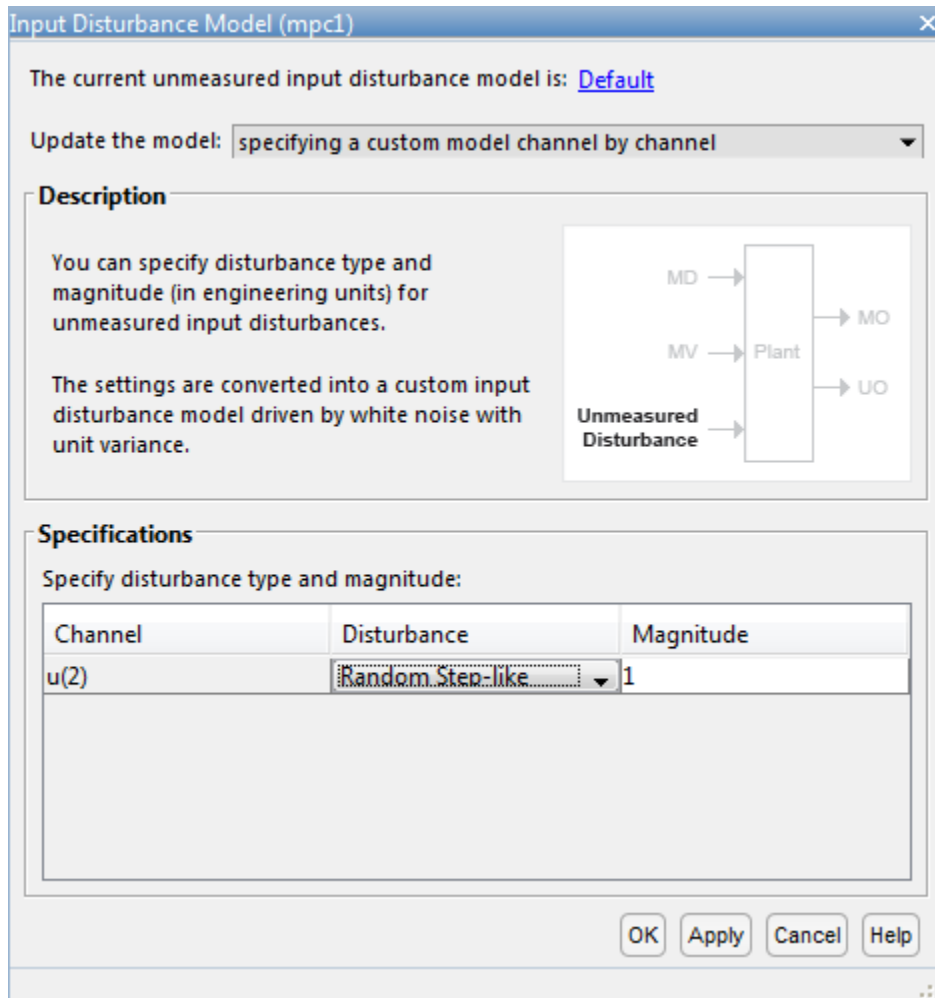 Input Disturbance Model (mpc1)
The current unmeasured input disturbance model is: Default
Update the model: specifying a custom model channel by channel
Description
You can specify disturbance type and
magnitude (in engineering units) for
unmeasured input disturbances.
The settings are converted into a custom input
disturbance model driven by white noise with
unit variance.
MD
MO
MV
Plant
UO
Unmeasured
Disturbance
Specifications
Specify disturbance type and magnitude:
Channel Disturbance Magnitude
u(2) Random Step-like 1
OK Apply Cancel Help